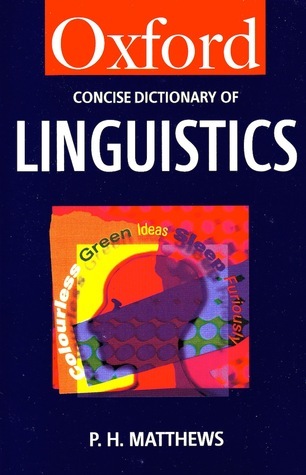 Oxford
CONCISE DICTIONARY OF
LINGUISTICS
Colourless Green Ideas Sleep Furiously
P. H. MATTHEWS